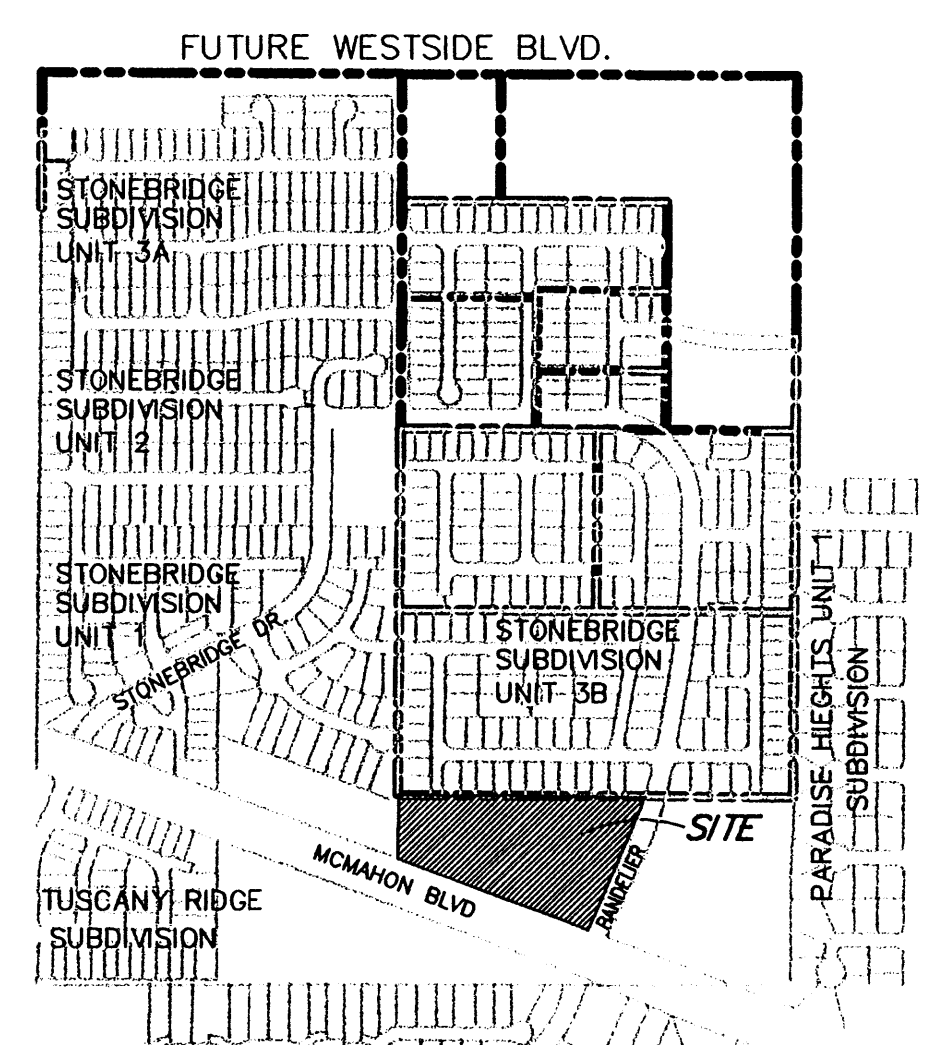 FUTURE WESTSIDE BLVD.
STONEBRIDGE
SUBDIVISION
UNIT 3A
STONEBRIDGE
SUBDIVISION
UNIT 2
STONEBRIDGE
SUBDIVISION
UNIT 1
STONEBRIDGE DR.
STONEBRIDGE
SUBDIVISION
UNIT 3B
PARADISE HIEGHTS UNIT 1
SUBDIVISION
SITE
MCMAHON BLVD
BANDELIER
TUSCANY RIDGE
SUBDIVISION